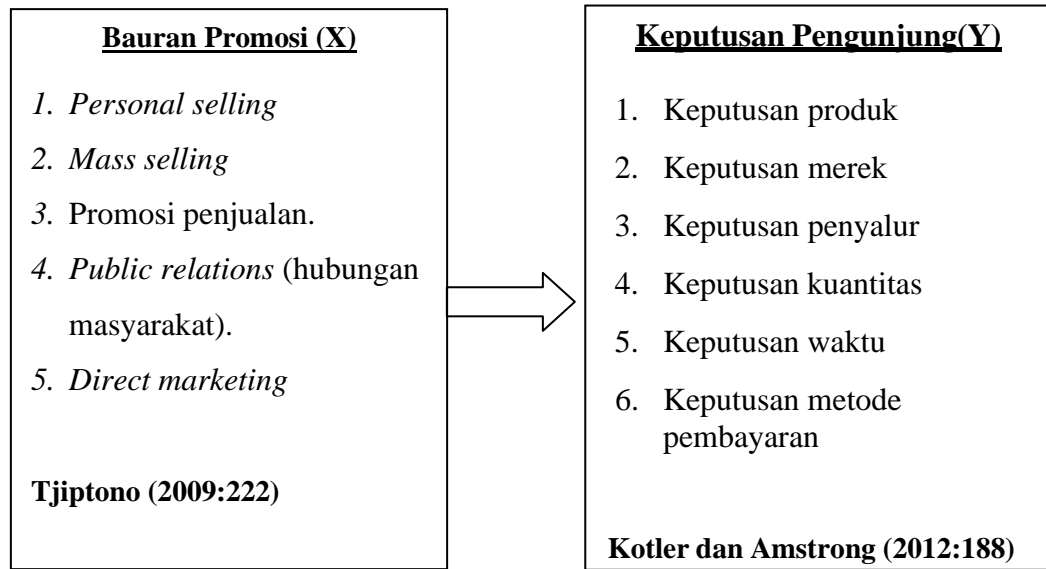 Bauran Promosi (X)
1. Personal selling
2. Mass selling
3. Promosi penjualan.
4. Public relations (hubungan
masyarakat).
5. Direct marketing
Tjiptono (2009:222)
Keputusan Pengunjung(Y)
1. Keputusan produk
2. Keputusan merek
3. Keputusan penyalur
4. Keputusan kuantitas
5. Keputusan waktu
6. Keputusan metode
pembayaran
Kotler dan Amstrong (2012:188)